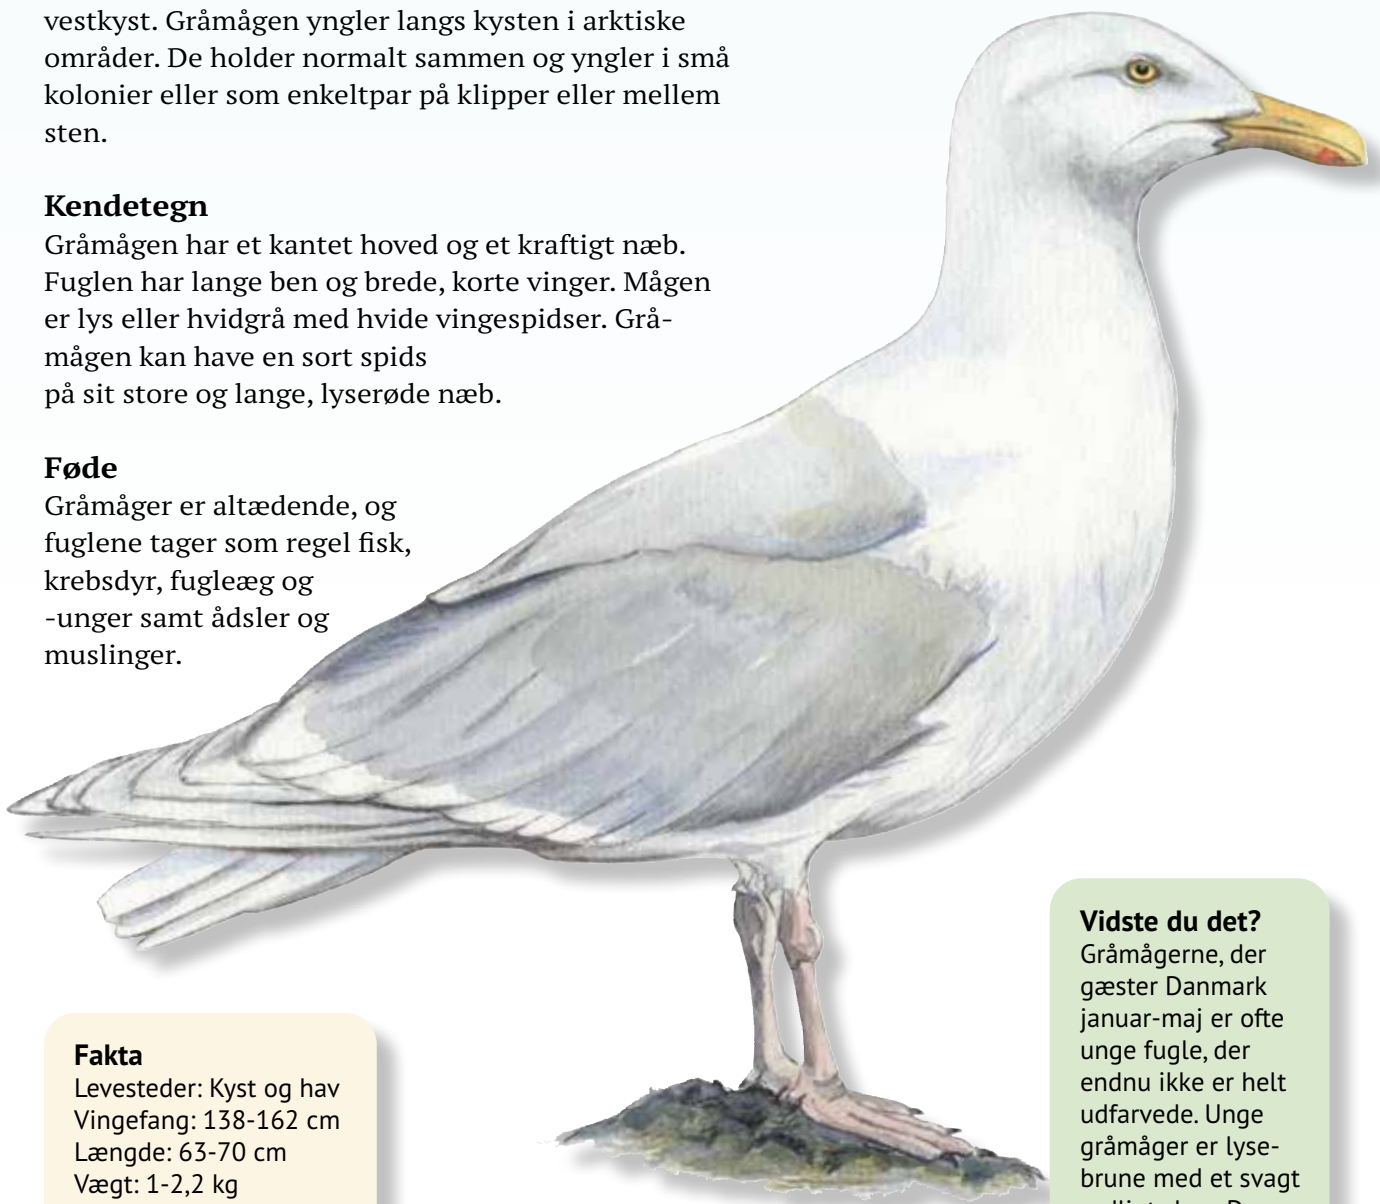 vestkyst. Gråmågen yngler langs kysten i arktiske
områder. De holder normalt sammen og yngler i små
kolonier eller som enkeltpar på klipper eller mellem
sten.
Kendetegn
Gråmågen har et kantet hoved og et kraftigt næb.
Fuglen har lange ben og brede, korte vinger. Mågen
er lys eller hvidgrå med hvide vingespidser. Grå-
mågen kan have en sort spids
på sit store og lange, lyserøde næb.
Føde
Gråmåger er altædende, og
fuglene tager som regel fisk,
krebsdyr, fugleæg og
-unger samt ådsler og
muslinger.
Fakta
Levesteder: Kyst og hav
Vingefang: 138-162 cm
Længde: 63-70 cm
Vægt: 1-2,2 kg
Vidste du det?
Gråmågerne, der
gæster Danmark
januar-maj er ofte
unge fugle, der
endnu ikke er helt
udfarvede. Unge
gråmåger er lyse-
brune med et svagt